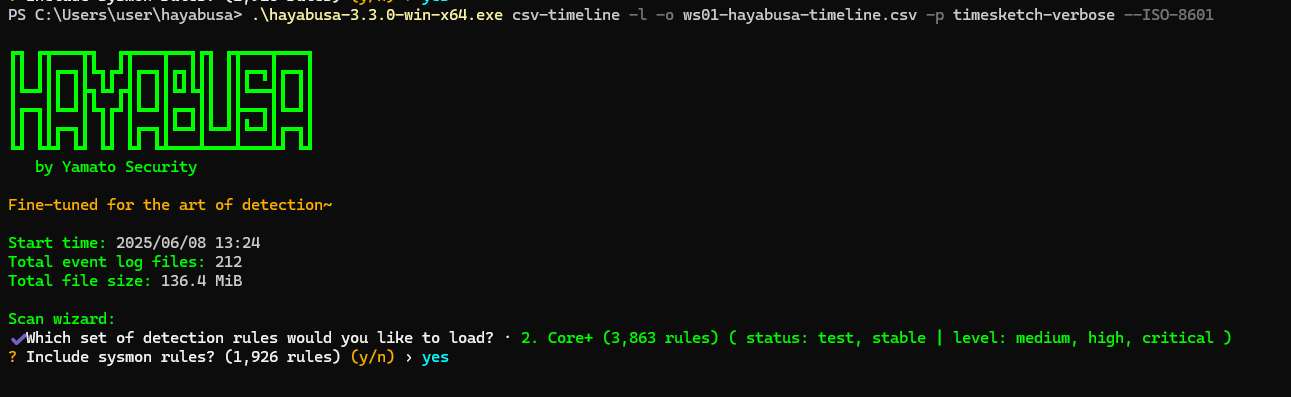 PS C:\Users\user\hayabusa> .\hayabusa-3.3.0-win-x64.exe csv-timeline -l -o ws01-hayabusa-timeline.csv -p timesketch-verbose --ISO-8601
HAYABUSA
by Yamato Security
Fine-tuned for the art of detection~
Start time: 2025/06/08 13:24
Total event log files: 212
Total file size: 136.4 MiB
Scan wizard:
✔Which set of detection rules would you like to load? · 2. Core+ (3,863 rules) ( status: test, stable | level: medium, high, critical )
? Include sysmon rules? (1,926 rules) (y/n) › yes